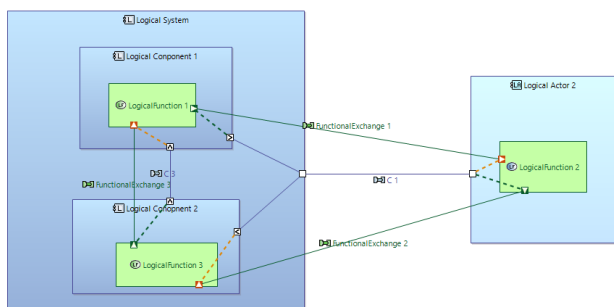 Logical System
Logical Conponent 1
LogicalFunction 1
Logical Actor 2
FunctionalExchange 1
LogicalFunction 2
C 3
C 1
FunctionalExchange 3
Logical Conopnent 2
FunctionalExchange 2
LogicalFunction 3